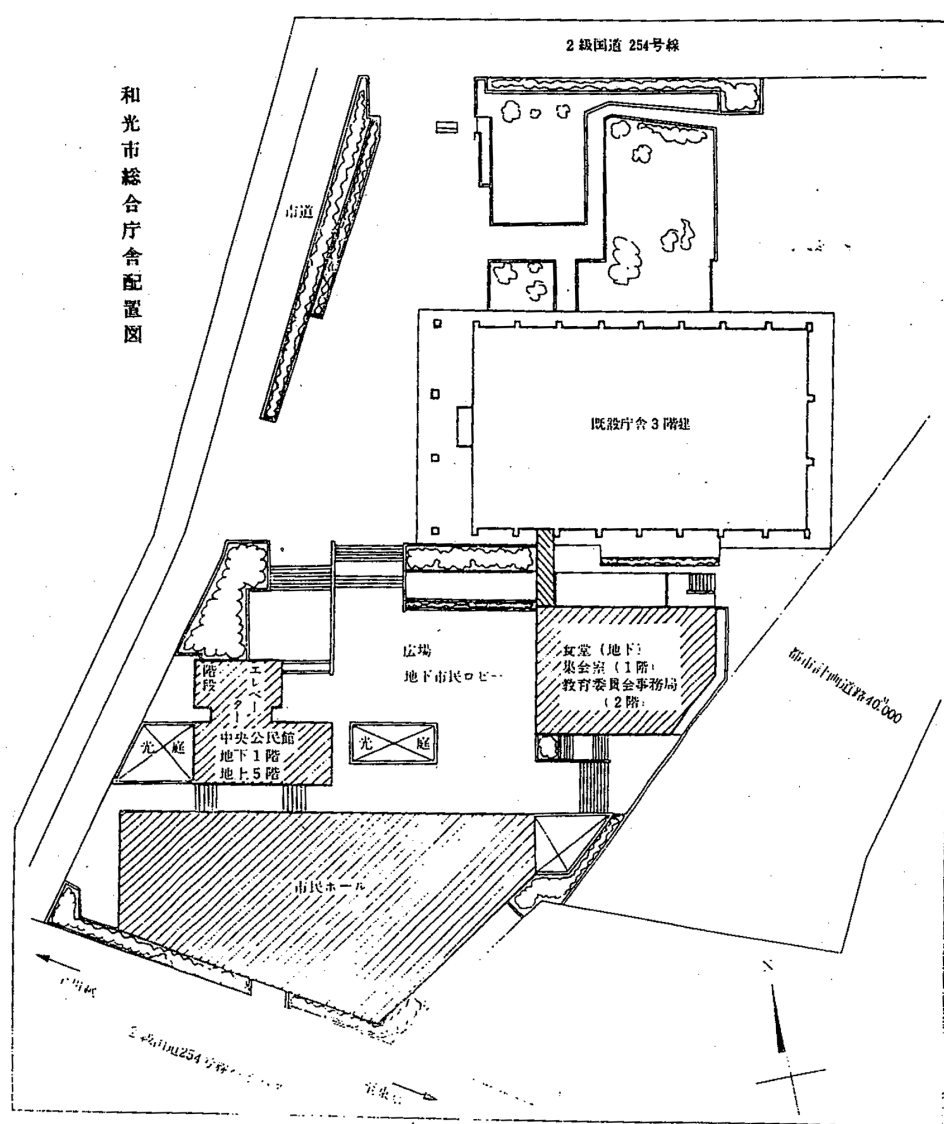 和光市総合庁舎配置図
2級国道 254号線
市道
既設庁舎3階建
広場
地下市民ロビー
食堂(地下)
集会室(1階)
教育委員会事務局
(2階)
都市計画道路40.000
階段
エレベーター
中央公民館
地下1階
地上5階
光庭
光庭
市民ホール
N